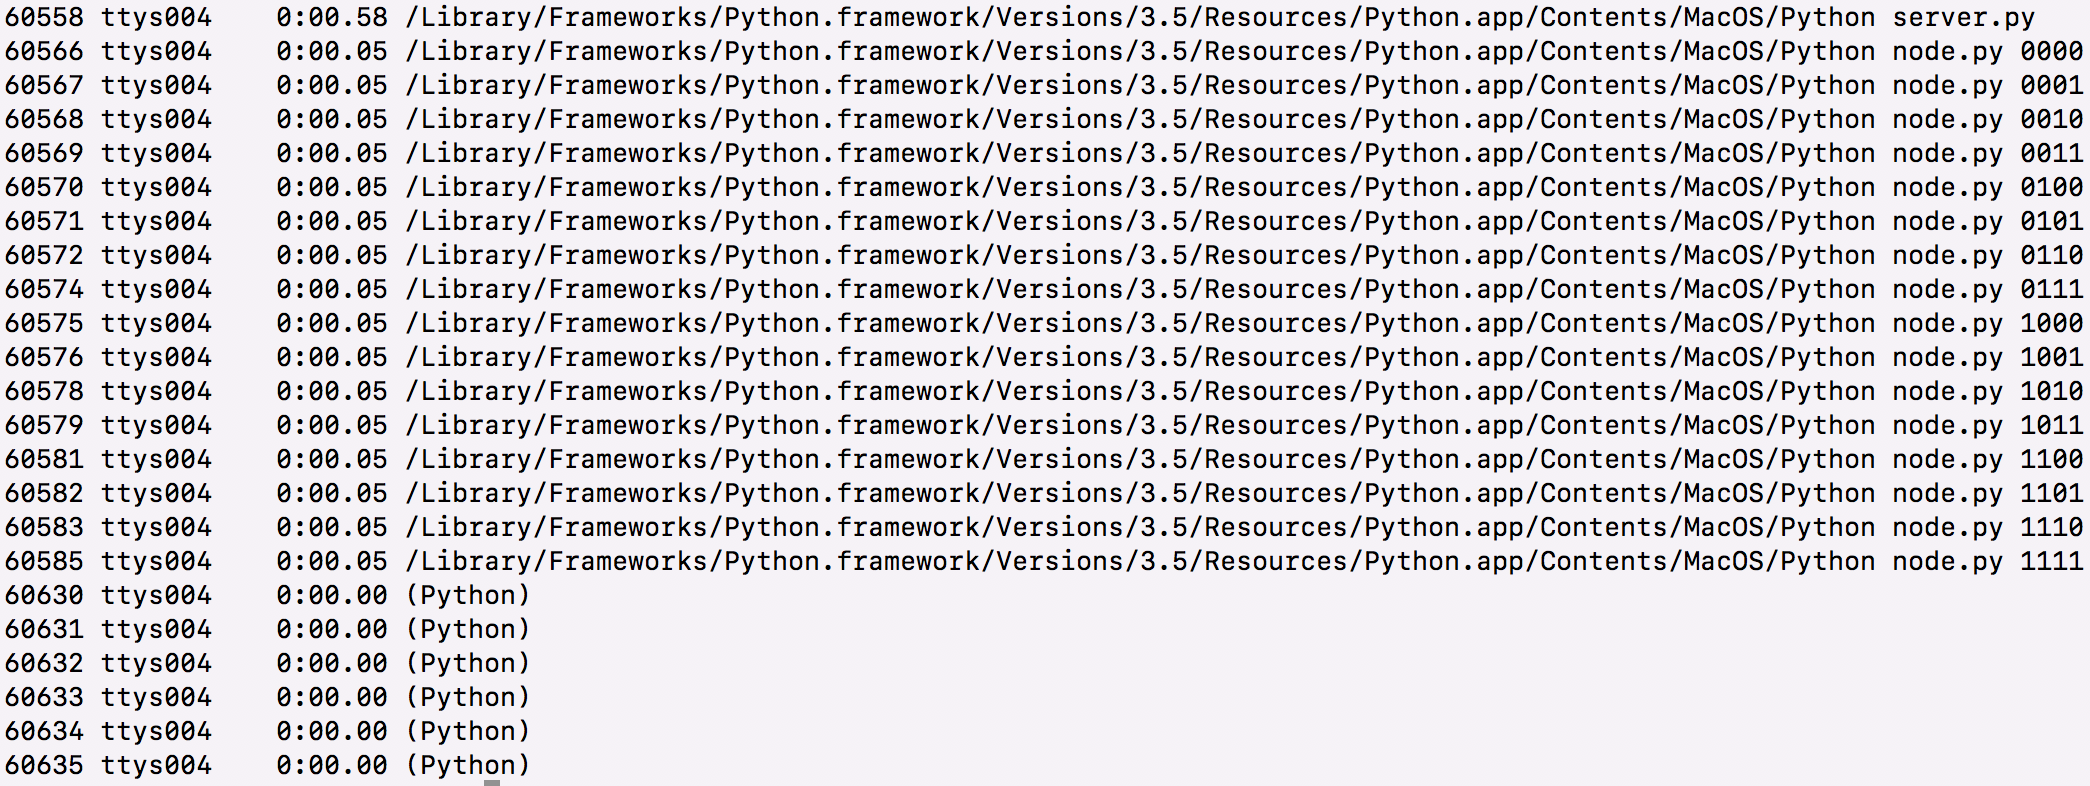 60558 ttys004    0:00.58 /Library/Frameworks/Python.framework/Versions/3.5/Resources/Python.app/Contents/MacOS/Python server.py
60566 ttys004    0:00.05 /Library/Frameworks/Python.framework/Versions/3.5/Resources/Python.app/Contents/MacOS/Python node.py 0000
60567 ttys004    0:00.05 /Library/Frameworks/Python.framework/Versions/3.5/Resources/Python.app/Contents/MacOS/Python node.py 0001
60568 ttys004    0:00.05 /Library/Frameworks/Python.framework/Versions/3.5/Resources/Python.app/Contents/MacOS/Python node.py 0010
60569 ttys004    0:00.05 /Library/Frameworks/Python.framework/Versions/3.5/Resources/Python.app/Contents/MacOS/Python node.py 0011
60570 ttys004    0:00.05 /Library/Frameworks/Python.framework/Versions/3.5/Resources/Python.app/Contents/MacOS/Python node.py 0100
60571 ttys004    0:00.05 /Library/Frameworks/Python.framework/Versions/3.5/Resources/Python.app/Contents/MacOS/Python node.py 0101
60572 ttys004    0:00.05 /Library/Frameworks/Python.framework/Versions/3.5/Resources/Python.app/Contents/MacOS/Python node.py 0110
60574 ttys004    0:00.05 /Library/Frameworks/Python.framework/Versions/3.5/Resources/Python.app/Contents/MacOS/Python node.py 0111
60575 ttys004    0:00.05 /Library/Frameworks/Python.framework/Versions/3.5/Resources/Python.app/Contents/MacOS/Python node.py 1000
60576 ttys004    0:00.05 /Library/Frameworks/Python.framework/Versions/3.5/Resources/Python.app/Contents/MacOS/Python node.py 1001
60578 ttys004    0:00.05 /Library/Frameworks/Python.framework/Versions/3.5/Resources/Python.app/Contents/MacOS/Python node.py 1010
60579 ttys004    0:00.05 /Library/Frameworks/Python.framework/Versions/3.5/Resources/Python.app/Contents/MacOS/Python node.py 1011
60581 ttys004    0:00.05 /Library/Frameworks/Python.framework/Versions/3.5/Resources/Python.app/Contents/MacOS/Python node.py 1100
60582 ttys004    0:00.05 /Library/Frameworks/Python.framework/Versions/3.5/Resources/Python.app/Contents/MacOS/Python node.py 1101
60583 ttys004    0:00.05 /Library/Frameworks/Python.framework/Versions/3.5/Resources/Python.app/Contents/MacOS/Python node.py 1110
60585 ttys004    0:00.05 /Library/Frameworks/Python.framework/Versions/3.5/Resources/Python.app/Contents/MacOS/Python node.py 1111
60630 ttys004    0:00.00 (Python)
60631 ttys004    0:00.00 (Python)
60632 ttys004    0:00.00 (Python)
60633 ttys004    0:00.00 (Python)
60634 ttys004    0:00.00 (Python)
60635 ttys004    0:00.00 (Python)